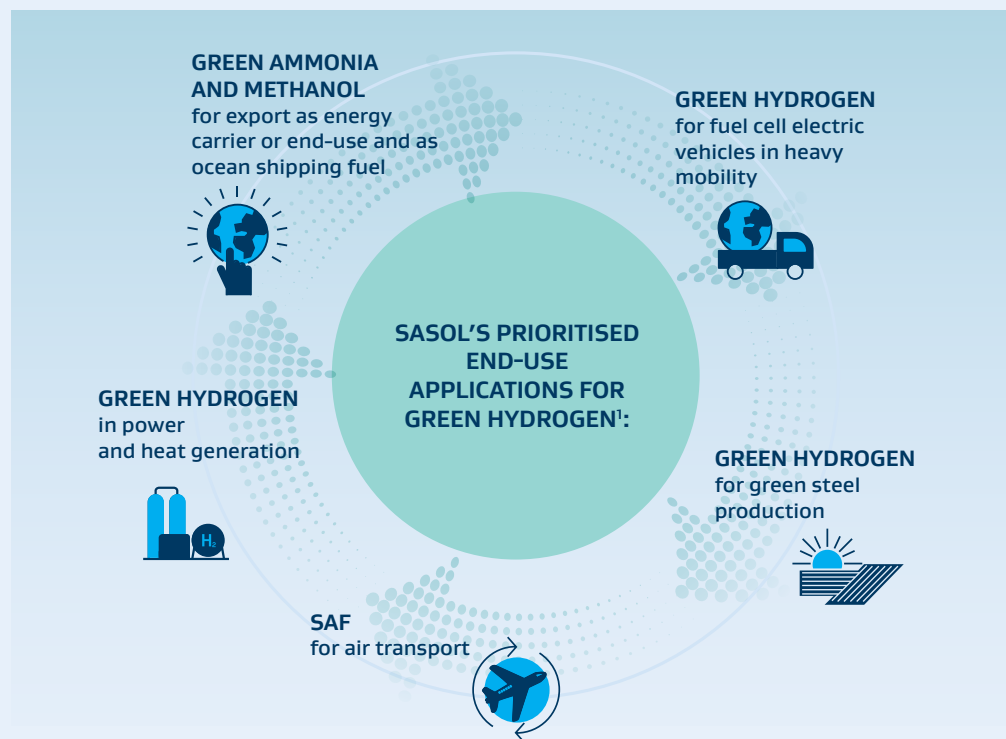 GREEN AMMONIA
AND METHANOL
for export as energy
carrier or end-use and as
ocean shipping fuel
GREEN HYDROGEN
for fuel cell electric
vehicles in heavy
mobility
SASOL'S PRIORITISED
END-USE
APPLICATIONS FOR
GREEN HYDROGEN¹:
GREEN HYDROGEN
in power
and heat generation
H₂
GREEN HYDROGEN
for green steel
production
SAF
for air transport